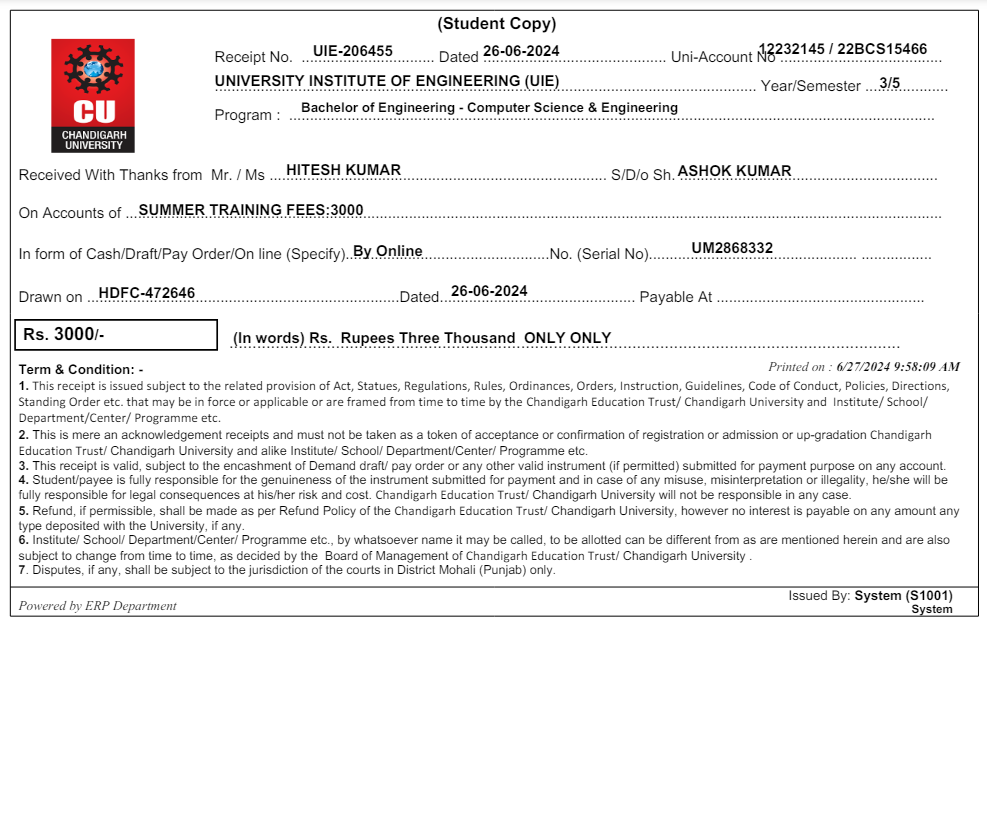 (Student Copy)
Receipt No. UIE-206455 Dated 26-06-2024 Uni-Account No 12232145 / 22BCS15466
UNIVERSITY INSTITUTE OF ENGINEERING (UIE) Year/Semester 3/5
Program : Bachelor of Engineering - Computer Science & Engineering
CU
CHANDIGARH
UNIVERSITY
Received With Thanks from Mr. / Ms HITESH KUMAR S/D/o Sh. ASHOK KUMAR
On Accounts of SUMMER TRAINING FEES:3000
In form of Cash/Draft/Pay Order/On line (Specify). By Online No. (Serial No) UM2868332
Drawn on HDFC-472646 Dated 26-06-2024 Payable At
Rs. 3000/- (In words) Rs. Rupees Three Thousand ONLY ONLY
Term & Condition: - Printed on : 6/27/2024 9:58:09 AM
1. This receipt is issued subject to the related provision of Act, Statues, Regulations, Rules, Ordinances, Orders, Instruction, Guidelines, Code of Conduct, Policies, Directions,
Standing Order etc. that may be in force or applicable or are framed from time to time by the Chandigarh Education Trust/ Chandigarh University and Institute/ School/
Department/Center/ Programme etc.
2. This is mere an acknowledgement receipts and must not be taken as a token of acceptance or confirmation of registration or admission or up-gradation Chandigarh
Education Trust/ Chandigarh University and alike Institute/ School/ Department/Center/ Programme etc.
3. This receipt is valid, subject to the encashment of Demand draft/ pay order or any other valid instrument (if permitted) submitted for payment purpose on any account.
4. Student/payee is fully responsible for the genuineness of the instrument submitted for payment and in case of any misuse, misinterpretation or illegality, he/she will be
fully responsible for legal consequences at his/her risk and cost. Chandigarh Education Trust/ Chandigarh University will not be responsible in any case.
5. Refund, if permissible, shall be made as per Refund Policy of the Chandigarh Education Trust/ Chandigarh University, however no interest is payable on any amount any
type deposited with the University, if any.
6. Institute/ School/ Department/Center/ Programme etc., by whatsoever name it may be called, to be allotted can be different from as are mentioned herein and are also
subject to change from time to time, as decided by the Board of Management of Chandigarh Education Trust/ Chandigarh University .
7. Disputes, if any, shall be subject to the jurisdiction of the courts in District Mohali (Punjab) only.
Issued By: System (S1001)
Powered by ERP Department System